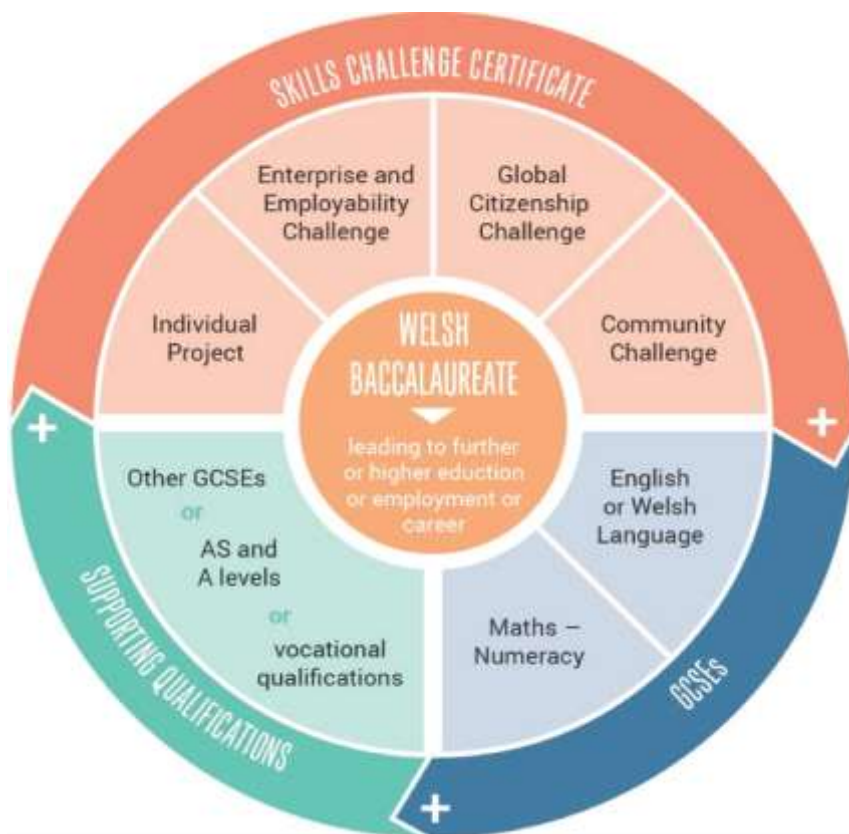 SKILLS CHALLENGE CERTIFICATE
Enterprise and
Employability
Challenge
Global
Citizenship
Challenge
Individual
Project
Community
Challenge
WELSH
BACCALAUREATE
leading to further
or higher eduction
or employment or
career
+
+
Other GCSEs
or
AS and
A levels
or
vocational
qualifications
English
or Welsh
Language
Maths –
Numeracy
SUPPORTING QUALIFICATIONS
GCSEs
+